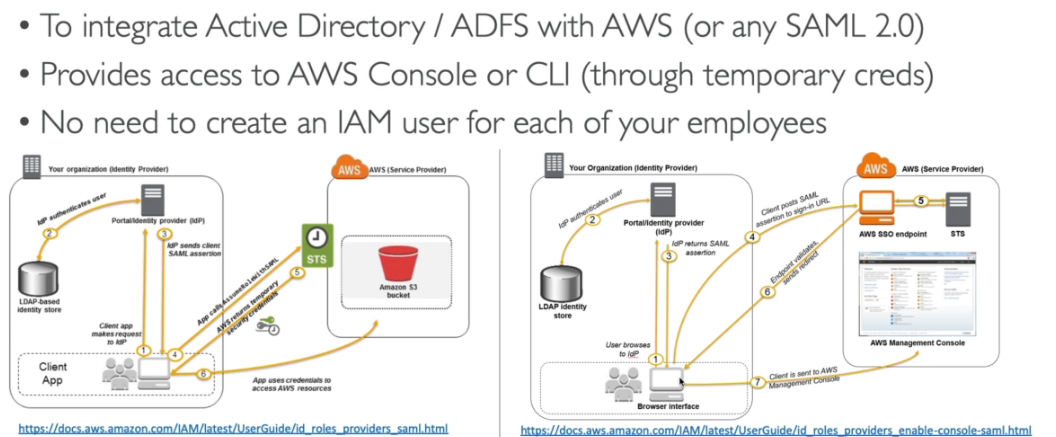 • To integrate Active Directory / ADFS with AWS (or any SAML 2.0)
• Provides access to AWS Console or CLI (through temporary creds)
• No need to create an IAM user for each of your employees
Your organization (Identity Provider)
AWS
AWS (Service Provider)
IdP authenticates user
2
Portal/Identity provider (IdP)
3
IdP sends client
SAML assertion
STS
5
Amazon S3
bucket
LDAP-based
identity store
App calls AssumeRoleWithSAML
AWS returns temporary
security credentials
Client app
makes request
to IdP
1
4
Client
App
6
App uses credentials to
access AWS resources
https://docs.aws.amazon.com/IAM/latest/UserGuide/id_roles_providers_saml.html
Your Organization (Identity Provider)
AWS
AWS (Service Provider)
IdP authenticates user
2
Portal/Identity provider
(IdP)
Client posts SAML
assertion to sign-in URL
4
5
AWS SSO endpoint
STS
IdP returns SAML
assertion
3
Endpoint validates,
sends redirect
6
LDAP identity
store
AWS Management Console
User browses
to IdP
1
7
Client is sent to AWS
Management Console
Browser interface
https://docs.aws.amazon.com/IAM/latest/UserGuide/id_roles_providers_enable-console-saml.html